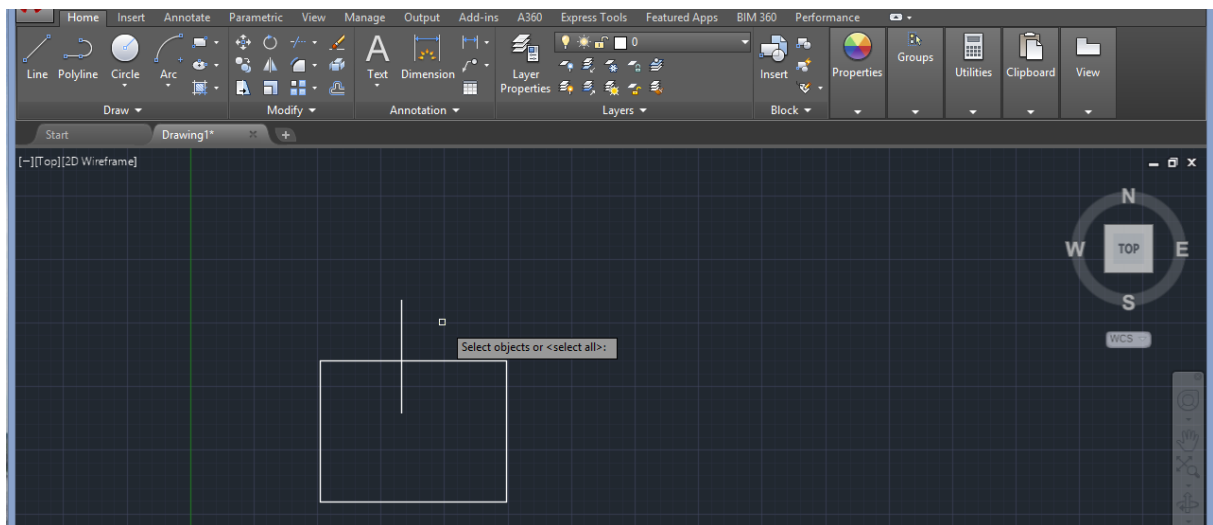 Home Insert Annotate Parametric View Manage Output Add-ins A360 Express Tools Featured Apps BIM 360 Performance
0
Line Polyline Circle Arc Text Dimension Layer Properties Insert Properties Groups Utilities Clipboard View
Draw Modify Annotation Layers Block
Start Drawing1*
[−][Top][2D Wireframe]
N
W TOP E
S
WCS
Select objects or <select all>: